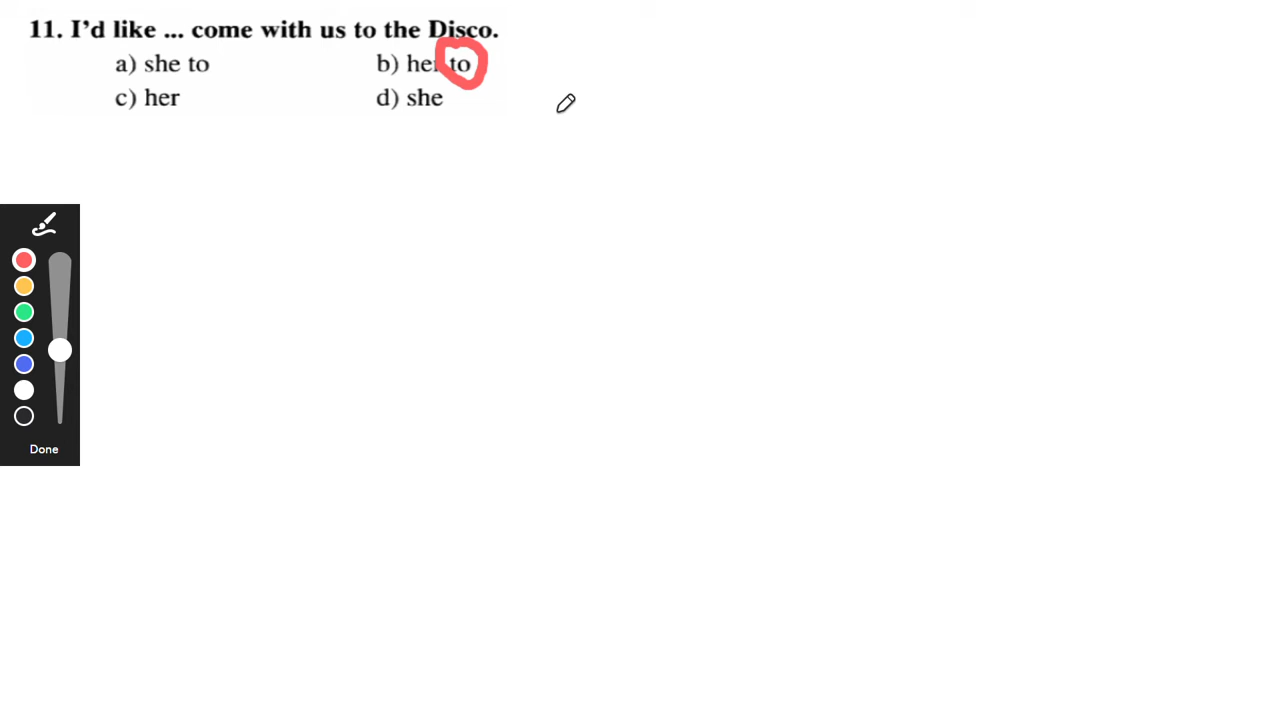 11. I'd like ... come with us to the Disco.
a) she to b) her to
c) her d) she
Done